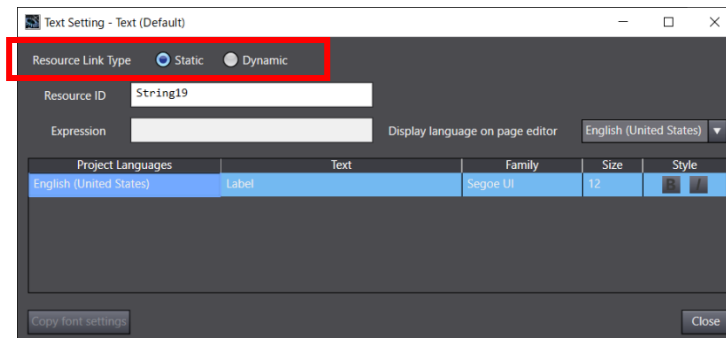 Text Setting - Text (Default)
Resource Link Type Static Dynamic
Resource ID String19
Expression Display language on page editor English (United States)
Project Languages Text Family Size Style
English (United States) Label Segoe UI 12 B I
Copy font settings Close